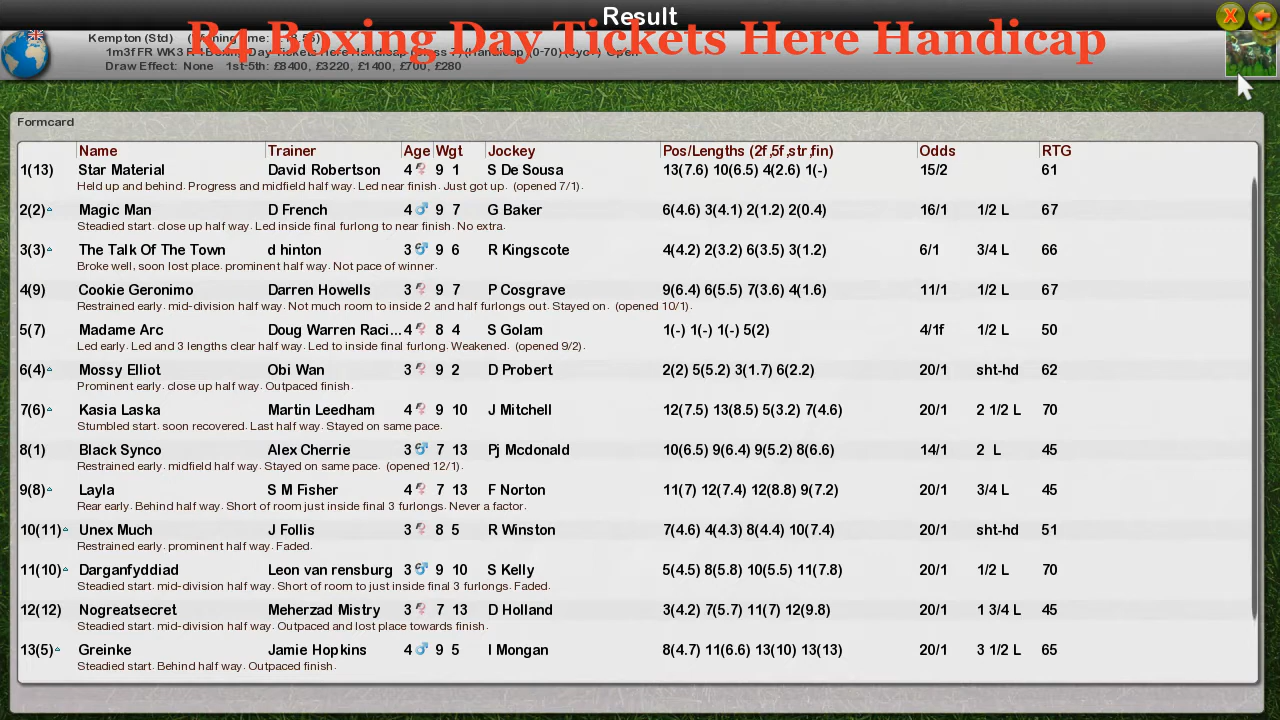 Result
R4 Boxing Day Tickets Here Handicap
Kempton (Std)
1m3f FR WK3 R4 Boxing Day Tickets Here Handicap (Class 7) (Handicap) (0-70) (3yo+) Open
Draw Effect: None 1st-5th: £8400, £3220, £1400, £700, £280
Formcard
Name Trainer Age Wgt Jockey Pos/Lengths (2f,5f,str,fin) Odds RTG
1(13) Star Material David Robertson 4 9 1 S De Sousa 13(7.6) 10(6.5) 4(2.6) 1(-) 15/2 61
Held up and behind. Progress and midfield half way. Led near finish. Just got up. (opened 7/1).
2(2) Magic Man D French 4 9 7 G Baker 6(4.6) 3(4.1) 2(1.2) 2(0.4) 16/1 1/2 L 67
Steadied start. close up half way. Led inside final furlong to near finish. No extra.
3(3) The Talk Of The Town d hinton 3 9 6 R Kingscote 4(4.2) 2(3.2) 6(3.5) 3(1.2) 6/1 3/4 L 66
Broke well, soon lost place. prominent half way. Not pace of winner.
4(9) Cookie Geronimo Darren Howells 3 9 7 P Cosgrave 9(6.4) 6(5.5) 7(3.6) 4(1.6) 11/1 1/2 L 67
Restrained early. mid-division half way. Not much room to inside 2 and half furlongs out. Stayed on. (opened 10/1).
5(7) Madame Arc Doug Warren Raci... 4 8 4 S Golam 1(-) 1(-) 1(-) 5(2) 4/1f 1/2 L 50
Led early. Led and 3 lengths clear half way. Led to inside final furlong. Weakened. (opened 9/2).
6(4) Mossy Elliot Obi Wan 3 9 2 D Probert 2(2) 5(5.2) 3(1.7) 6(2.2) 20/1 sht-hd 62
Prominent early. close up half way. Outpaced finish.
7(6) Kasia Laska Martin Leedham 4 9 10 J Mitchell 12(7.5) 13(8.5) 5(3.2) 7(4.6) 20/1 2 1/2 L 70
Stumbled start. soon recovered. Last half way. Stayed on same pace.
8(1) Black Synco Alex Cherrie 3 7 13 Pj Mcdonald 10(6.5) 9(6.4) 9(5.2) 8(6.6) 14/1 2 L 45
Restrained early. midfield half way. Stayed on same pace. (opened 12/1).
9(8) Layla S M Fisher 4 7 13 F Norton 11(7) 12(7.4) 12(8.8) 9(7.2) 20/1 3/4 L 45
Rear early. Behind half way. Short of room just inside final 3 furlongs. Never a factor.
10(11) Unex Much J Follis 3 8 5 R Winston 7(4.6) 4(4.3) 8(4.4) 10(7.4) 20/1 sht-hd 51
Restrained early. prominent half way. Faded.
11(10) Darganfyddiad Leon van rensburg 3 9 10 S Kelly 5(4.5) 8(5.8) 10(5.5) 11(7.8) 20/1 1/2 L 70
Steadied start. mid-division half way. Short of room to just inside final 3 furlongs. Faded.
12(12) Nogreatsecret Meherzad Mistry 3 7 13 D Holland 3(4.2) 7(5.7) 11(7) 12(9.8) 20/1 1 3/4 L 45
Steadied start. mid-division half way. Outpaced and lost place towards finish.
13(5) Greinke Jamie Hopkins 4 9 5 I Mongan 8(4.7) 11(6.6) 13(10) 13(13) 20/1 3 1/2 L 65
Steadied start. Behind half way. Outpaced finish.